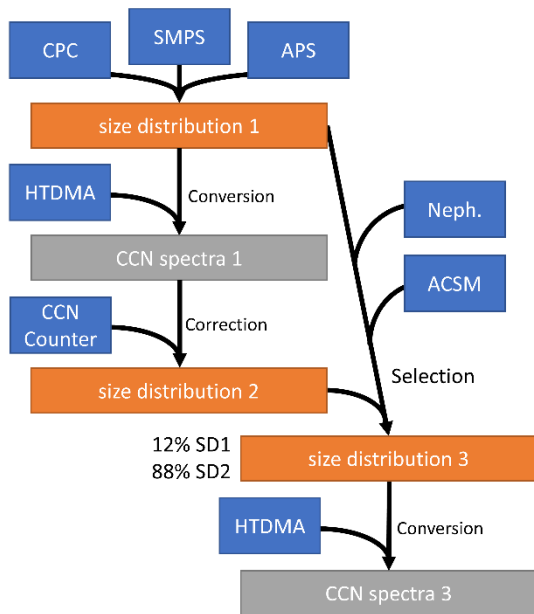 CPC
SMPS
APS
size distribution 1
HTDMA
Conversion
Neph.
CCN spectra 1
ACSM
CCN
Counter
Correction
Selection
size distribution 2
12% SD1
88% SD2
size distribution 3
HTDMA
Conversion
CCN spectra 3